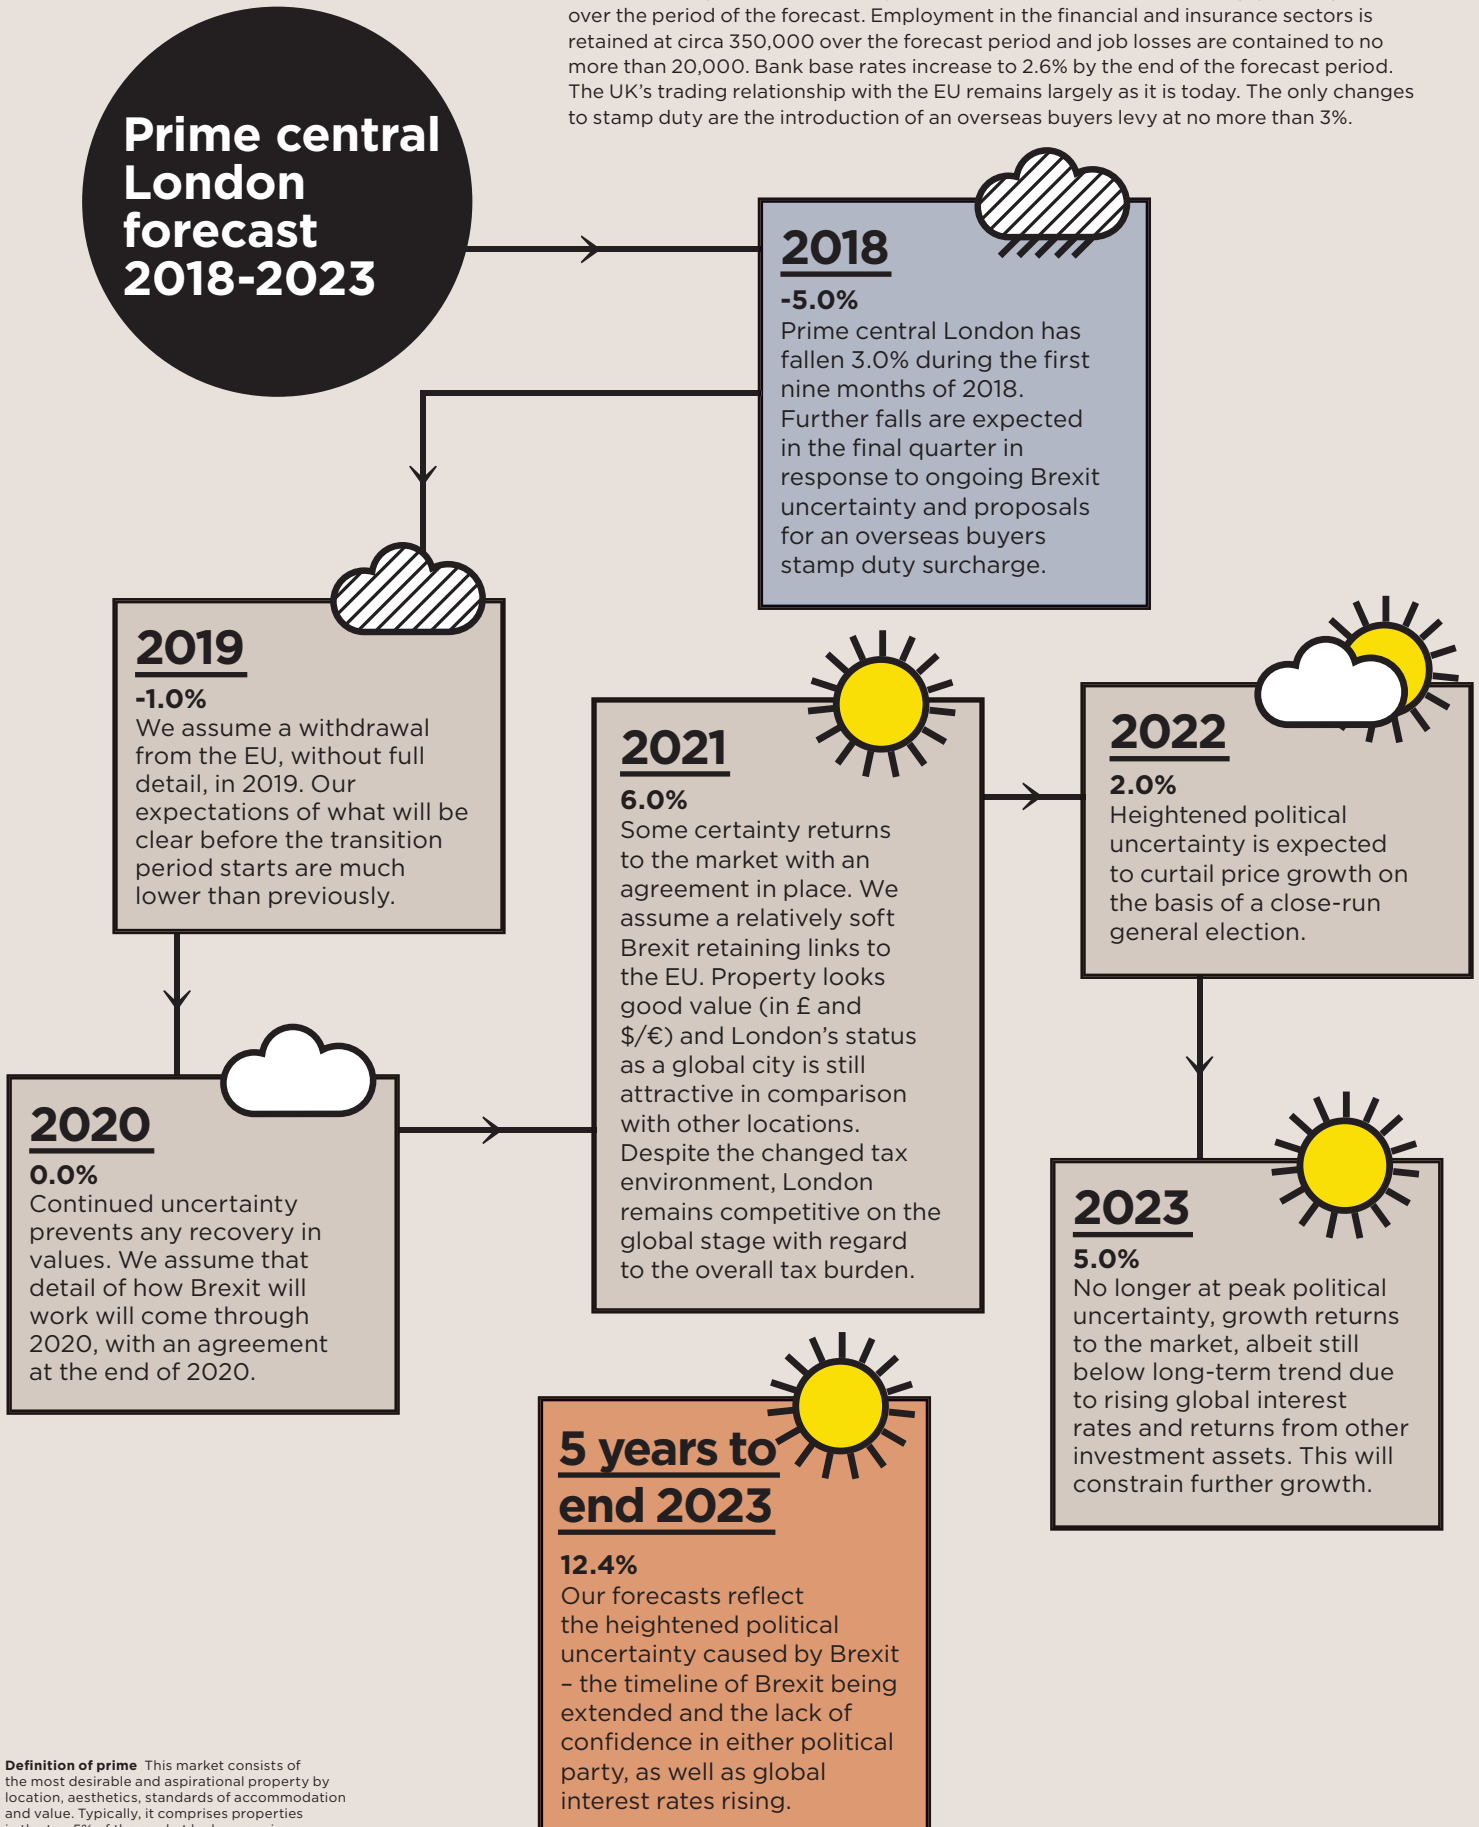 over the period of the forecast. Employment in the financial and insurance sectors is
retained at circa 350,000 over the forecast period and job losses are contained to no
more than 20,000. Bank base rates increase to 2.6% by the end of the forecast period.
The UK's trading relationship with the EU remains largely as it is today. The only changes
to stamp duty are the introduction of an overseas buyers levy at no more than 3%.
Prime central
London
forecast
2018-2023
2018
-5.0%
Prime central London has
fallen 3.0% during the first
nine months of 2018.
Further falls are expected
in the final quarter in
response to ongoing Brexit
uncertainty and proposals
for an overseas buyers
stamp duty surcharge.
2019
-1.0%
We assume a withdrawal
from the EU, without full
detail, in 2019. Our
expectations of what will be
clear before the transition
period starts are much
lower than previously.
2020
0.0%
Continued uncertainty
prevents any recovery in
values. We assume that
detail of how Brexit will
work will come through
2020, with an agreement
at the end of 2020.
2021
6.0%
Some certainty returns
to the market with an
agreement in place. We
assume a relatively soft
Brexit retaining links to
the EU. Property looks
good value (in £ and
$/€) and London's status
as a global city is still
attractive in comparison
with other locations.
Despite the changed tax
environment, London
remains competitive on the
global stage with regard
to the overall tax burden.
2022
2.0%
Heightened political
uncertainty is expected
to curtail price growth on
the basis of a close-run
general election.
2023
5.0%
No longer at peak political
uncertainty, growth returns
to the market, albeit still
below long-term trend due
to rising global interest
rates and returns from other
investment assets. This will
constrain further growth.
5 years to
end 2023
12.4%
Our forecasts reflect
the heightened political
uncertainty caused by Brexit
– the timeline of Brexit being
extended and the lack of
confidence in either political
party, as well as global
interest rates rising.
Definition of prime This market consists of
the most desirable and aspirational property by
location, aesthetics, standards of accommodation
and value. Typically, it comprises properties